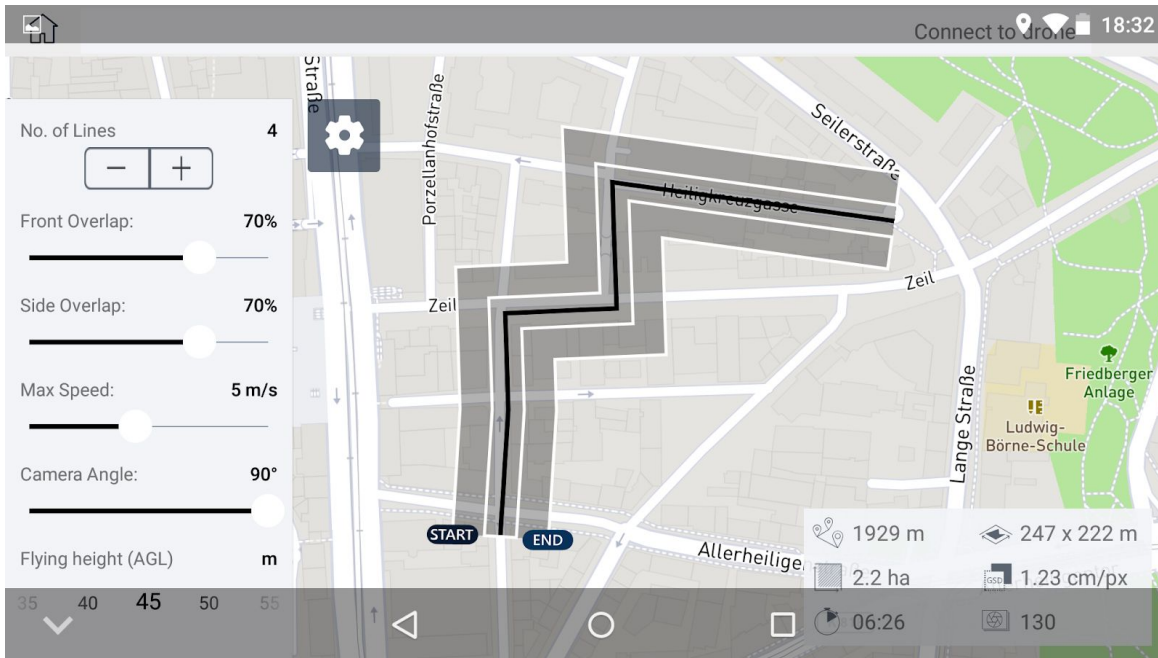 Connect to drone
18:32
No. of Lines 4
− +
Front Overlap: 70%
Side Overlap: 70%
Max Speed: 5 m/s
Camera Angle: 90°
Flying height (AGL) m
35 40 45 50 55
Straße
Porzellanhofstraße
Seilerstraße
Heiligkreuzgasse
Zeil
Zeil
Friedberger
Anlage
Ludwig-
Börne-Schule
Lange Straße
START
END
Allerheilige
1929 m
247 x 222 m
2.2 ha
GSD
1.23 cm/px
06:26
130